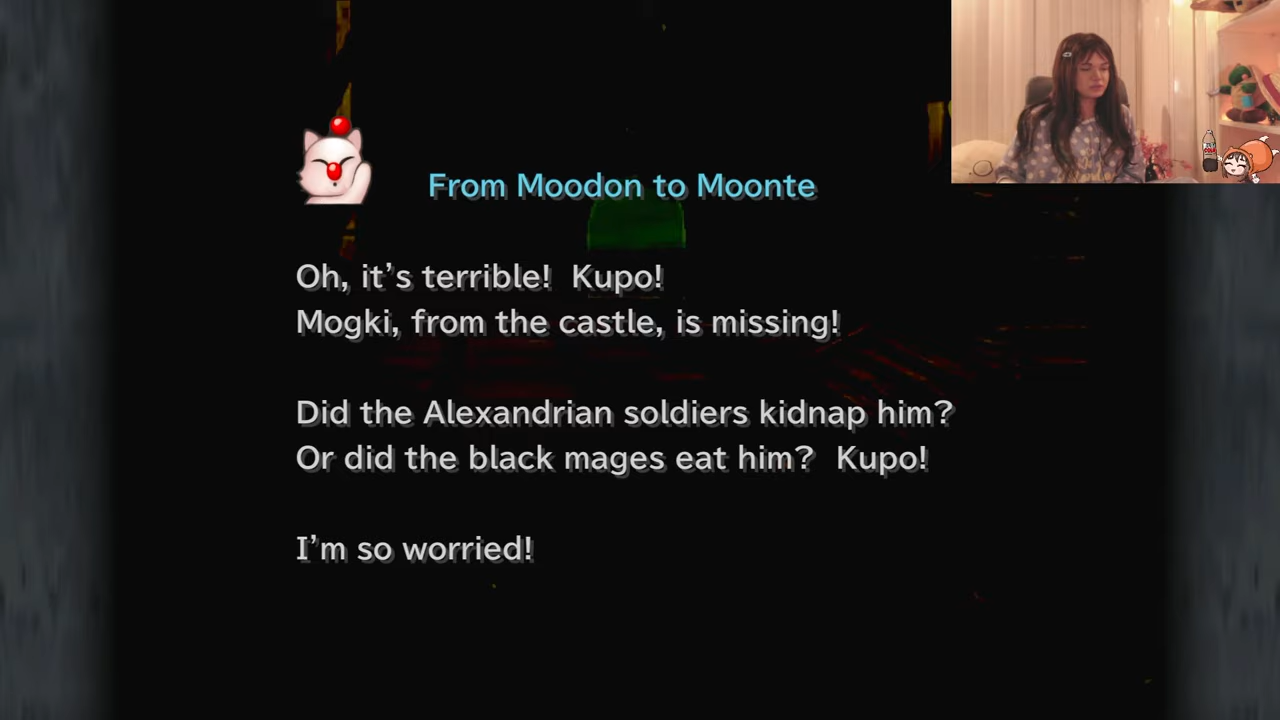 From Moodon to Moonte
Oh, it's terrible!  Kupo!
Mogki, from the castle, is missing!
Did the Alexandrian soldiers kidnap him?
Or did the black mages eat him?  Kupo!
I'm so worried!